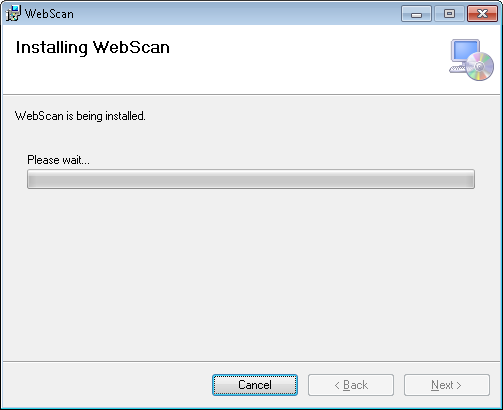 WebScan
Installing WebScan
WebScan is being installed.
Please wait...
Cancel
< Back
Next >